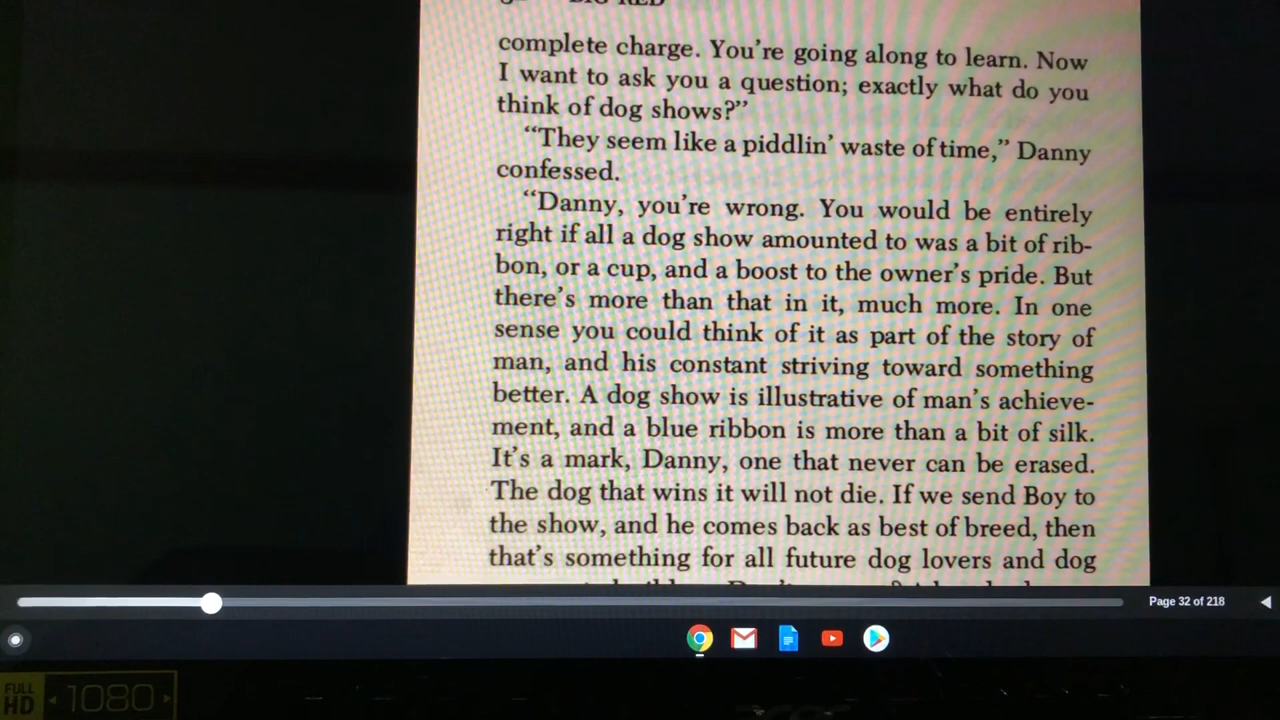 BIG RED
complete charge. You're going along to learn. Now
I want to ask you a question; exactly what do you
think of dog shows?”
“They seem like a piddlin’ waste of time,” Danny
confessed.
“Danny, you’re wrong. You would be entirely
right if all a dog show amounted to was a bit of rib-
bon, or a cup, and a boost to the owner’s pride. But
there’s more than that in it, much more. In one
sense you could think of it as part of the story of
man, and his constant striving toward something
better. A dog show is illustrative of man’s achieve-
ment, and a blue ribbon is more than a bit of silk.
It’s a mark, Danny, one that never can be erased.
The dog that wins it will not die. If we send Boy to
the show, and he comes back as best of breed, then
that’s something for all future dog lovers and dog
Page 32 of 218
FULL HD 1080